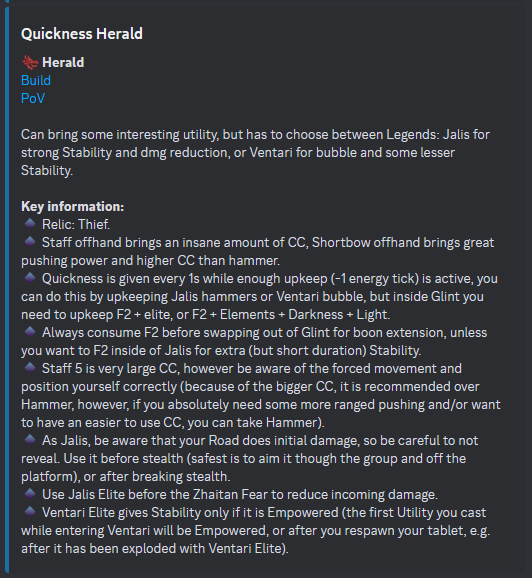 Quickness Herald
Herald
Build
PoV
Can bring some interesting utility, but has to choose between Legends: Jalis for
strong Stability and dmg reduction, or Ventari for bubble and some lesser
Stability.
Key information:
Relic: Thief.
Staff offhand brings an insane amount of CC, Shortbow offhand brings great
pushing power and higher CC than hammer.
Quickness is given every 1s while enough upkeep (-1 energy tick) is active, you
can do this by upkeeping Jalis hammers or Ventari bubble, but inside Glint you
need to upkeep F2 + elite, or F2 + Elements + Darkness + Light.
Always consume F2 before swapping out of Glint for boon extension, unless
you want to F2 inside of Jalis for extra (but short duration) Stability.
Staff 5 is very large CC, however be aware of the forced movement and
position yourself correctly (because of the bigger CC, it is recommended over
Hammer, however, if you absolutely need some more ranged pushing and/or want
to have an easier to use CC, you can take Hammer).
As Jalis, be aware that your Road does initial damage, so be careful to not
reveal. Use it before stealth (safest is to aim it though the group and off the
platform), or after breaking stealth.
Use Jalis Elite before the Zhaitan Fear to reduce incoming damage.
Ventari Elite gives Stability only if it is Empowered (the first Utility you cast
while entering Ventari will be Empowered, or after you respawn your tablet, e.g.
after it has been exploded with Ventari Elite).